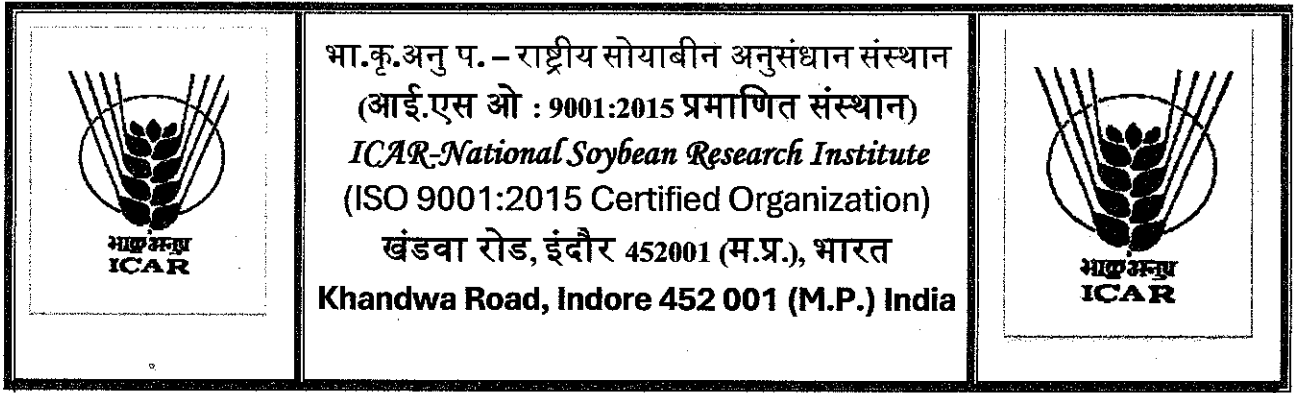 भाकृअनुप
ICAR
भा.कृ.अनु प. – राष्ट्रीय सोयाबीन अनुसंधान संस्थान
(आई.एस ओ : 9001:2015 प्रमाणित संस्थान)
ICAR-National Soybean Research Institute
(ISO 9001:2015 Certified Organization)
खंडवा रोड, इंदौर 452001 (म.प्र.), भारत
Khandwa Road, Indore 452 001 (M.P.) India
भाकृअनुप
ICAR